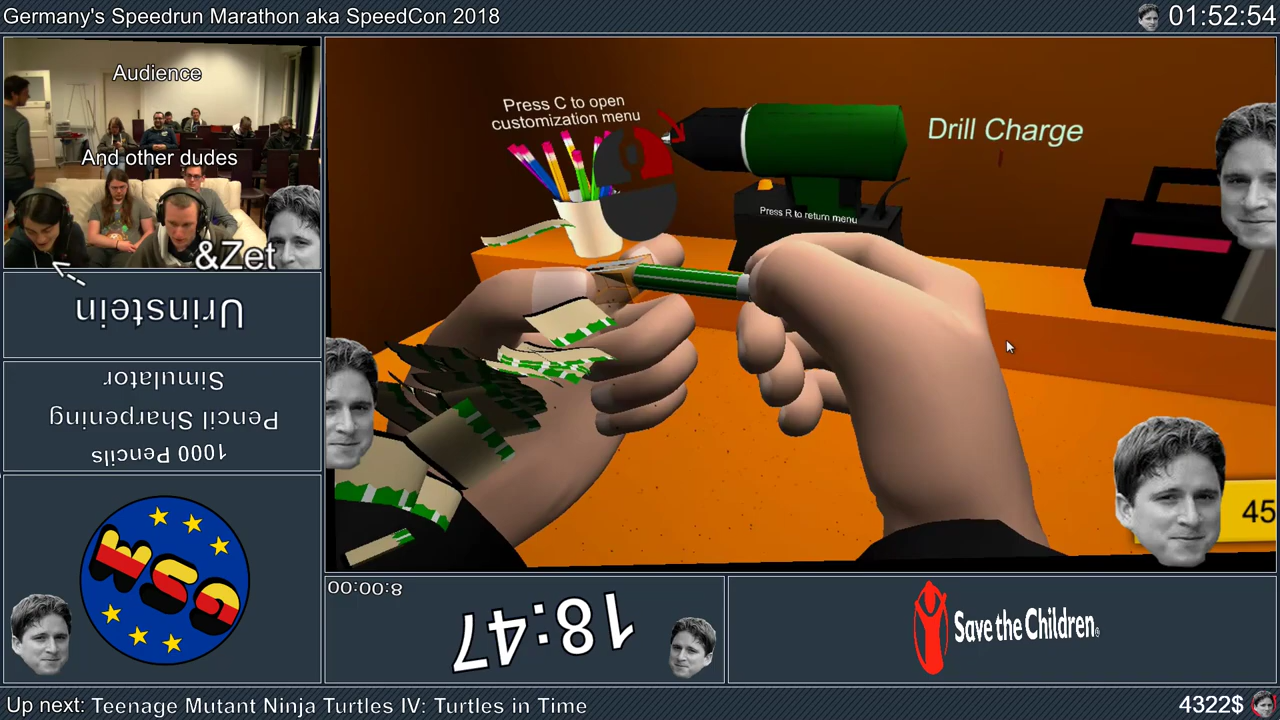 Germany's Speedrun Marathon aka SpeedCon 2018
01:52:54
Audience
And other dudes
&Zet
Urinstein
1000 Pencils
Pencil Sharpening
Simulator
GSM
Press C to open
customization menu
Drill Charge
Press R to return menu
45
8:00:00
18:47
Save the Children®
Up next: Teenage Mutant Ninja Turtles IV: Turtles in Time
4322$